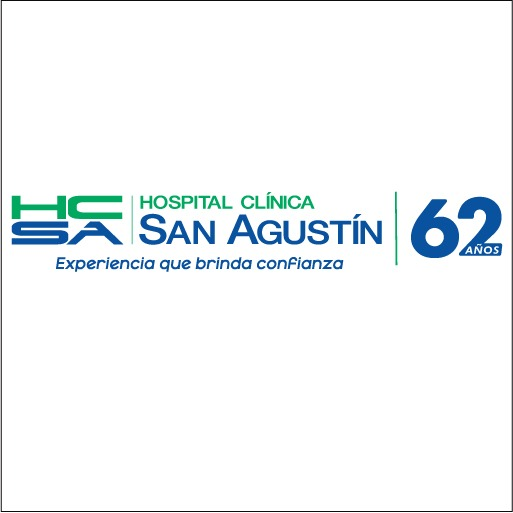 HC
SA
HOSPITAL CLÍNICA
SAN AGUSTÍN
Experiencia que brinda confianza
62
AÑOS